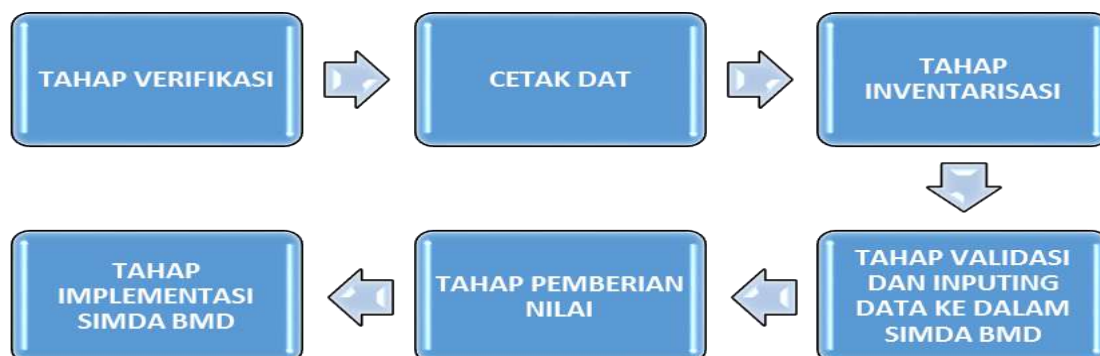 TAHAP VERIFIKASI
CETAK DAT
TAHAP
INVENTARISASI
TAHAP VALIDASI
DAN INPUTING
DATA KE DALAM
SIMDA BMD
TAHAP PEMBERIAN
NILAI
TAHAP
IMPLEMENTASI
SIMDA BMD